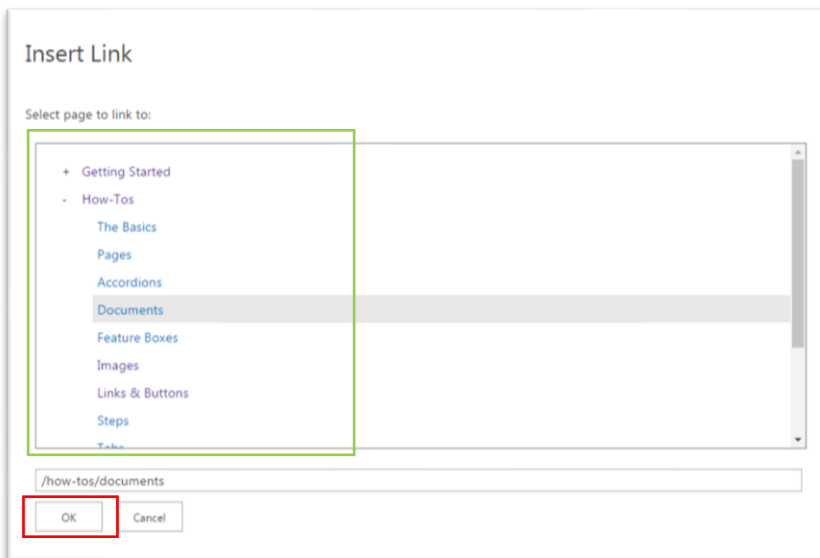 Insert Link
Select page to link to:
+ Getting Started
- How-Tos
The Basics
Pages
Accordions
Documents
Feature Boxes
Images
Links & Buttons
Steps
Tabs
/how-tos/documents
OK Cancel